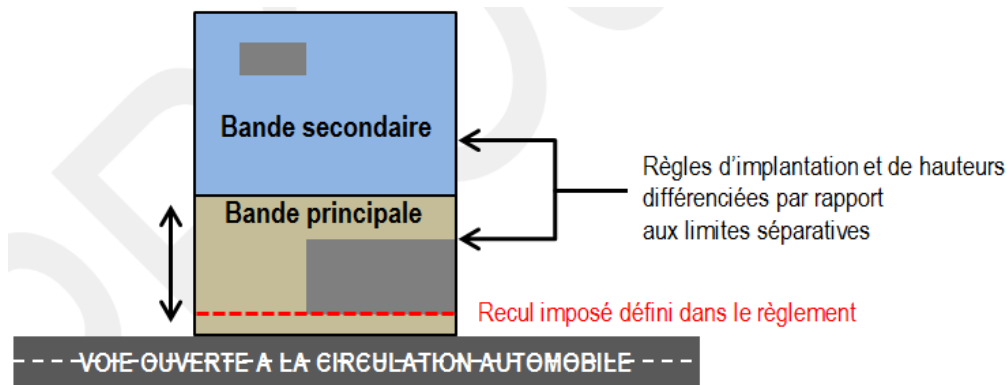 Bande secondaire
Bande principale
Règles d'implantation et de hauteurs
différenciées par rapport
aux limites séparatives
Recul imposé défini dans le règlement
VOIE OUVERTE A LA CIRCULATION AUTOMOBILE